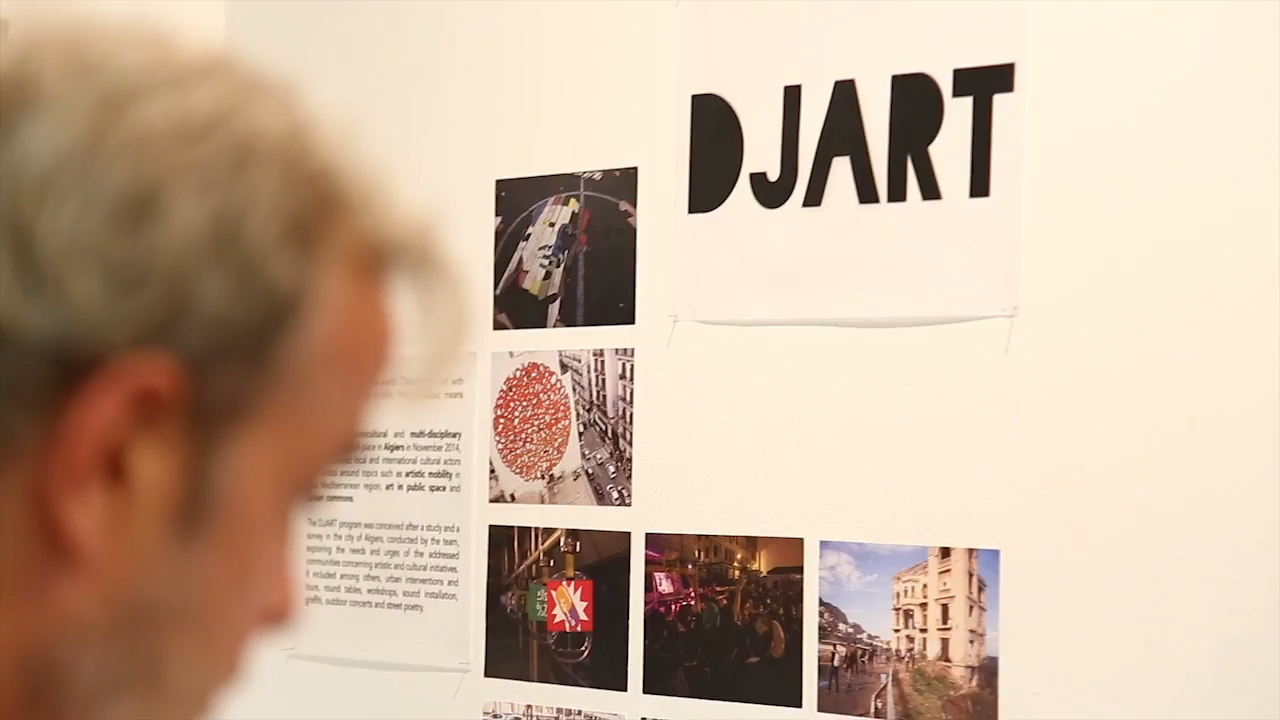 DJART
means
multi-disciplinary
place in Algiers in November 2014,
local and international cultural actors
around topics such as artistic mobility in
Mediterranean region, art in public space and
commons.
The DJART program was conceived after a study and a
survey in the city of Algiers, conducted by the team,
exploring the needs and urges of the addressed
communities concerning artistic and cultural initiatives.
It included among others, urban interventions and
tours, round tables, workshops, sound installation,
graffiti, outdoor concerts and street poetry.